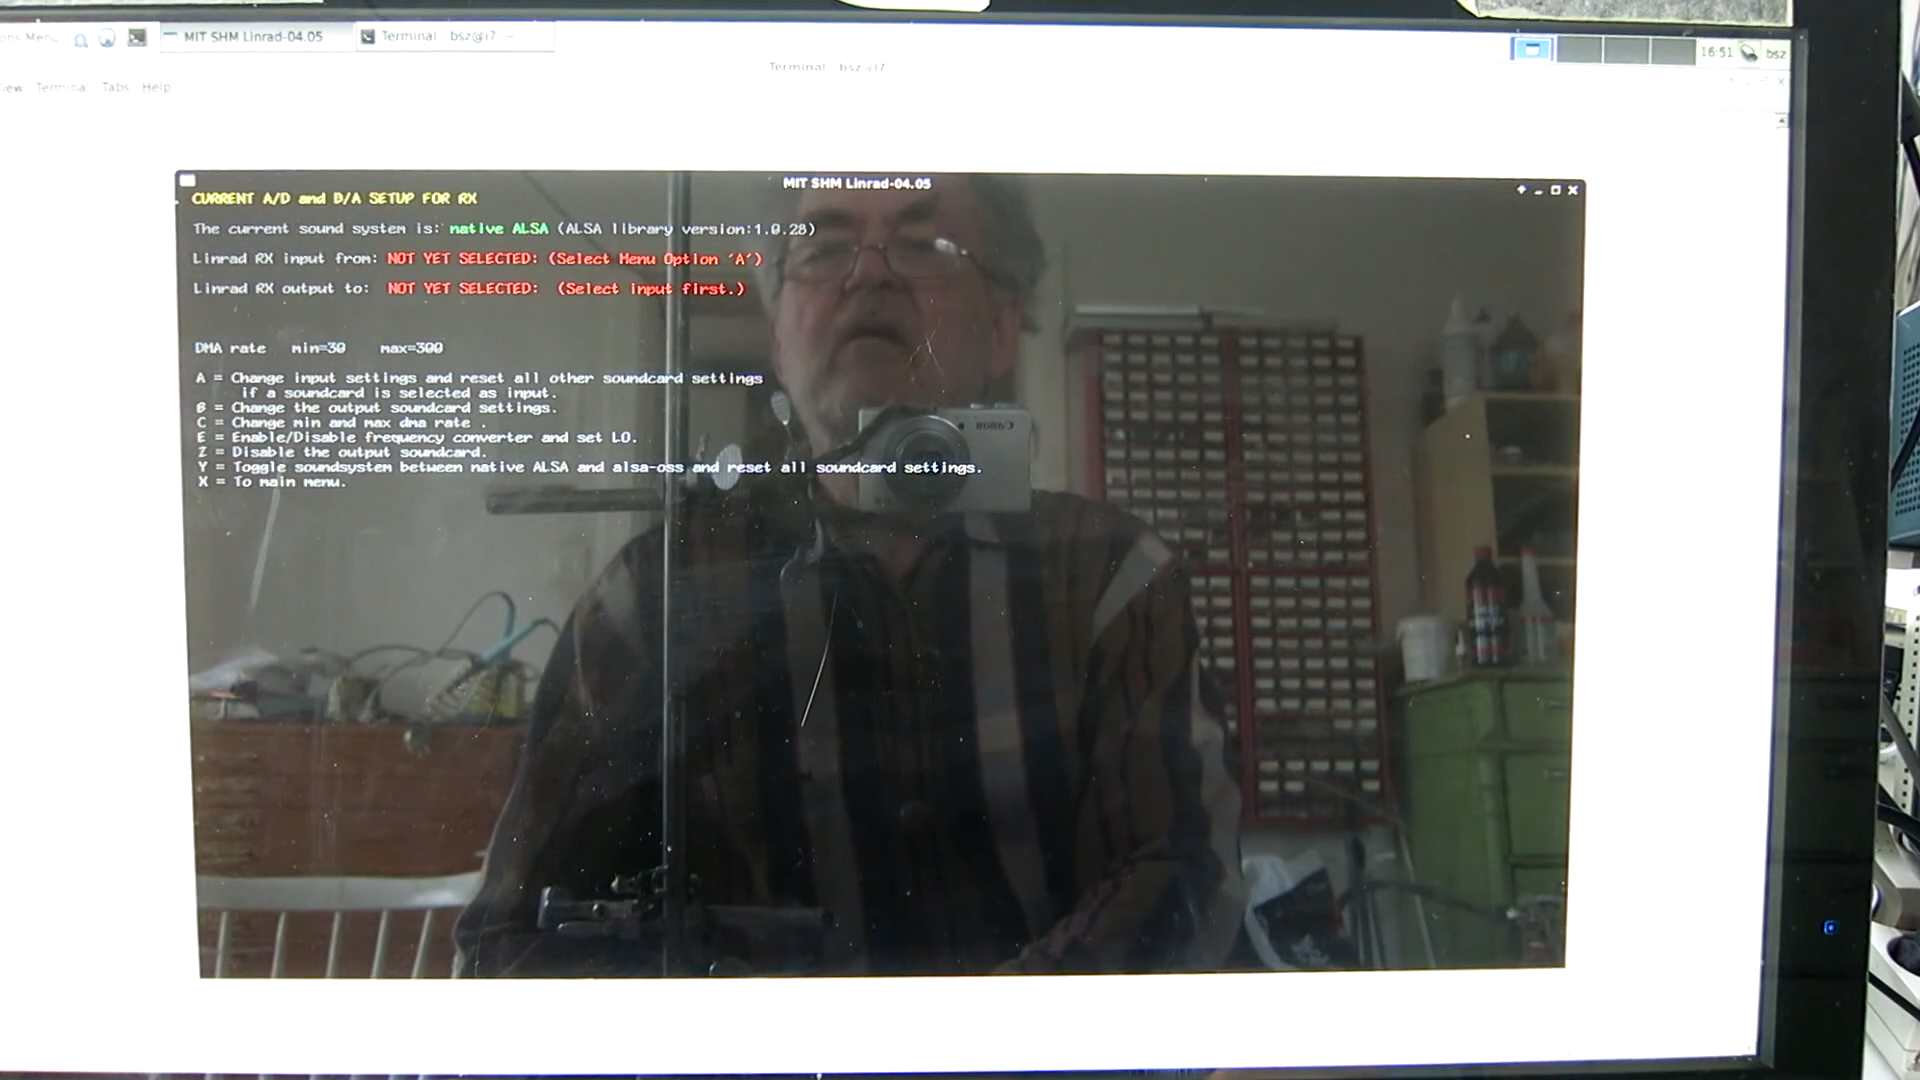 MIT SHM Linrad-04.05
Terminal - bsz@i7: ~
16:51
bsz
Terminal bsz@i7
Terminal Tabs Help
MIT SHM Linrad-04.05
CURRENT A/D and D/A SETUP FOR RX
The current sound system is: native ALSA (ALSA library version:1.0.28)
Linrad RX input from: NOT YET SELECTED: (Select Menu Option 'A')
Linrad RX output to: NOT YET SELECTED: (Select input first.)
DMA rate min=30 max=300
A = Change input settings and reset all other soundcard settings
if a soundcard is selected as input.
B = Change the output soundcard settings.
C = Change min and max dma rate .
E = Enable/Disable frequency converter and set LO.
Z = Disable the output soundcard.
Y = Toggle soundsystem between native ALSA and alsa-oss and reset all soundcard settings.
X = To main menu.
Canon